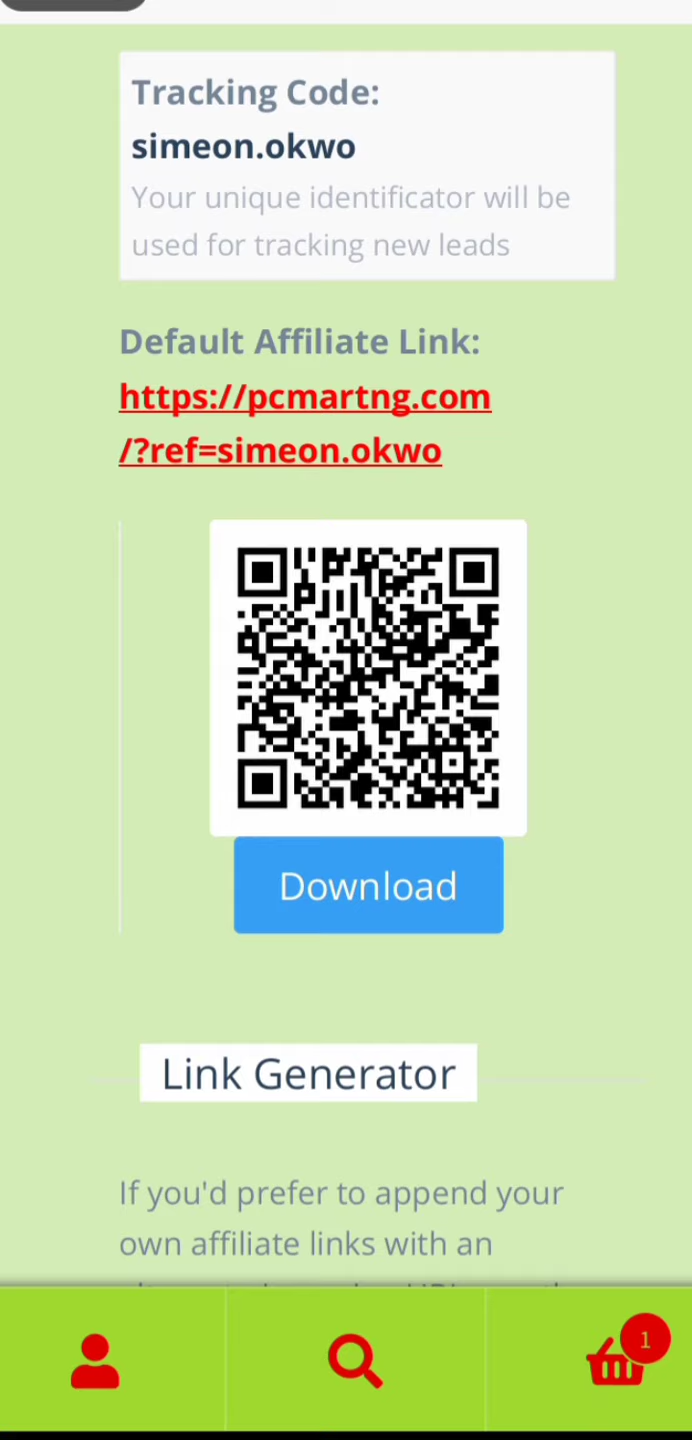 Tracking Code:
simeon.okwo
Your unique identificator will be
used for tracking new leads
Default Affiliate Link:
https://pcmartng.com
/?ref=simeon.okwo
Download
Link Generator
If you'd prefer to append your
own affiliate links with an
1